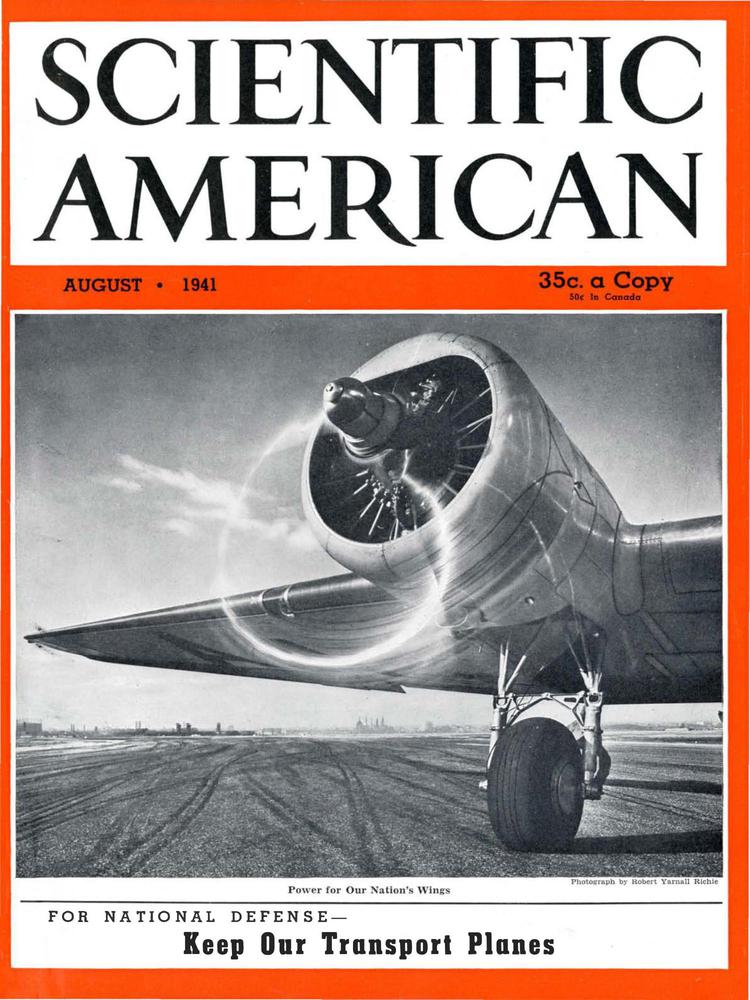 SCIENTIFIC
AMERICAN
AUGUST • 1941
35c. a Copy
50¢ In Canada
Photograph by Robert Yarnall Richie
Power for Our Nation's Wings
FOR NATIONAL DEFENSE—
Keep Our Transport Planes